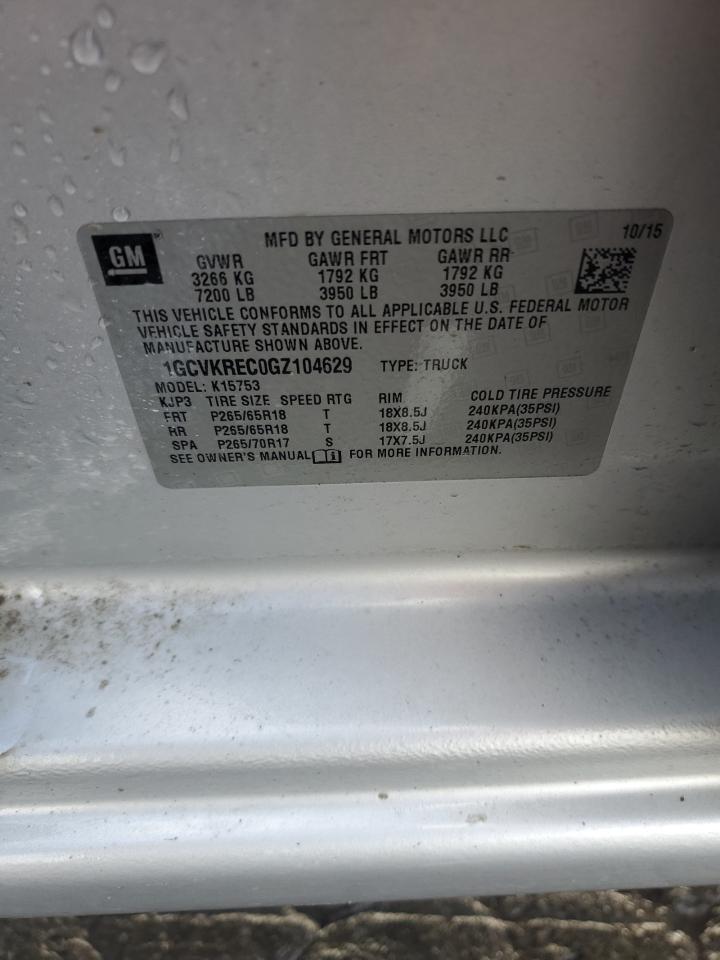 GM
MFD BY GENERAL MOTORS LLC 10/15
GVWR GAWR FRT GAWR RR
3266 KG 1792 KG 1792 KG
7200 LB 3950 LB 3950 LB
THIS VEHICLE CONFORMS TO ALL APPLICABLE U.S. FEDERAL MOTOR
VEHICLE SAFETY STANDARDS IN EFFECT ON THE DATE OF
MANUFACTURE SHOWN ABOVE.
1GCVKREC0GZ104629 TYPE: TRUCK
MODEL: K15753
KJP3 TIRE SIZE SPEED RTG RIM COLD TIRE PRESSURE
FRT P265/65R18 T 18X8.5J 240KPA(35PSI)
RR P265/65R18 T 18X8.5J 240KPA(35PSI)
SPA P265/70R17 S 17X7.5J 240KPA(35PSI)
SEE OWNER'S MANUAL i FOR MORE INFORMATION.